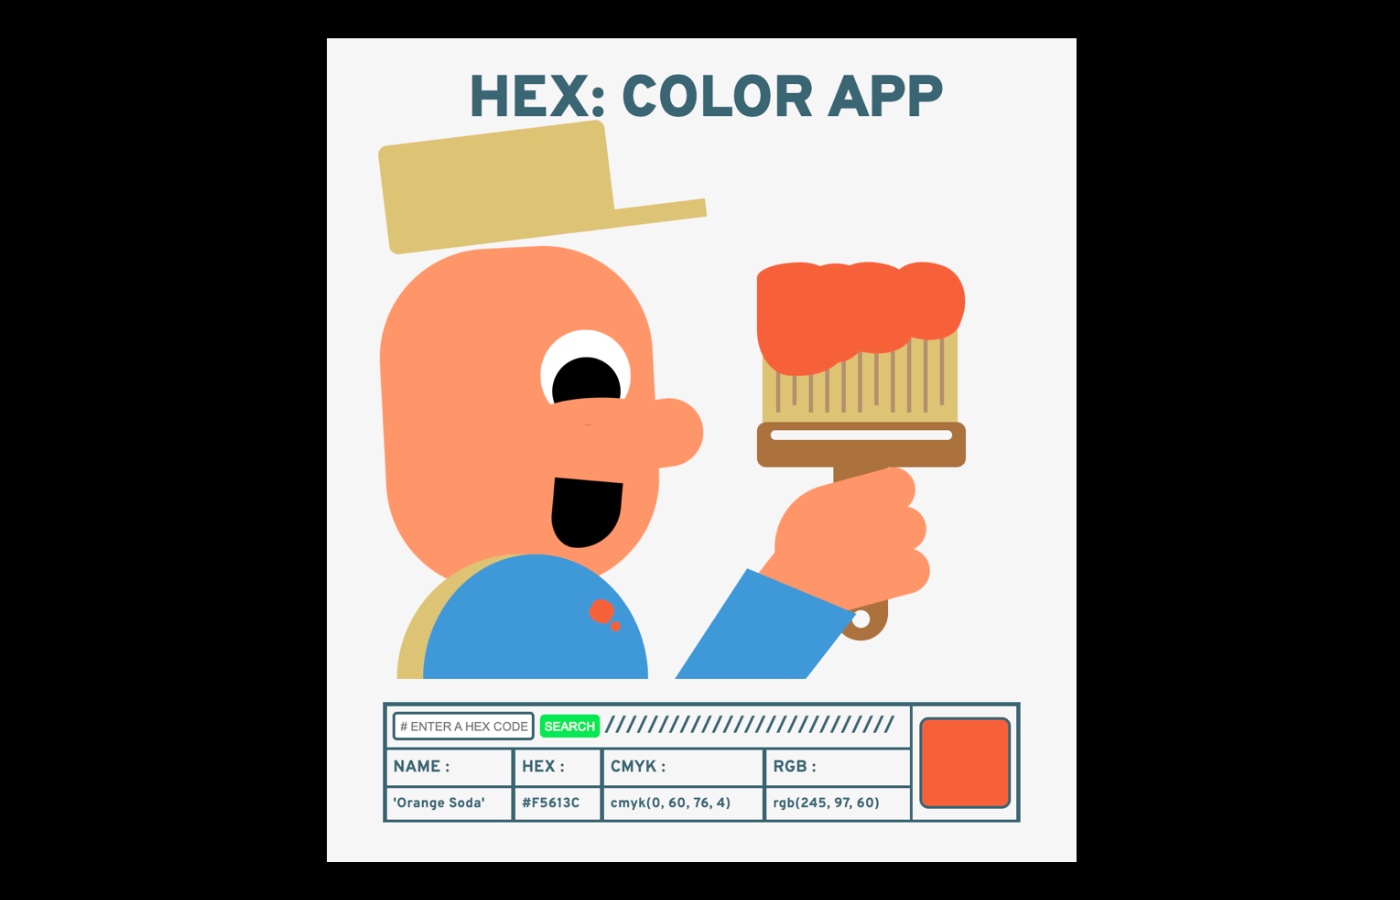 HEX: COLOR APP
# ENTER A HEX CODE SEARCH /////////////////////////
NAME : HEX : CMYK : RGB :
'Orange Soda' #F5613C cmyk(0, 60, 76, 4) rgb(245, 97, 60)